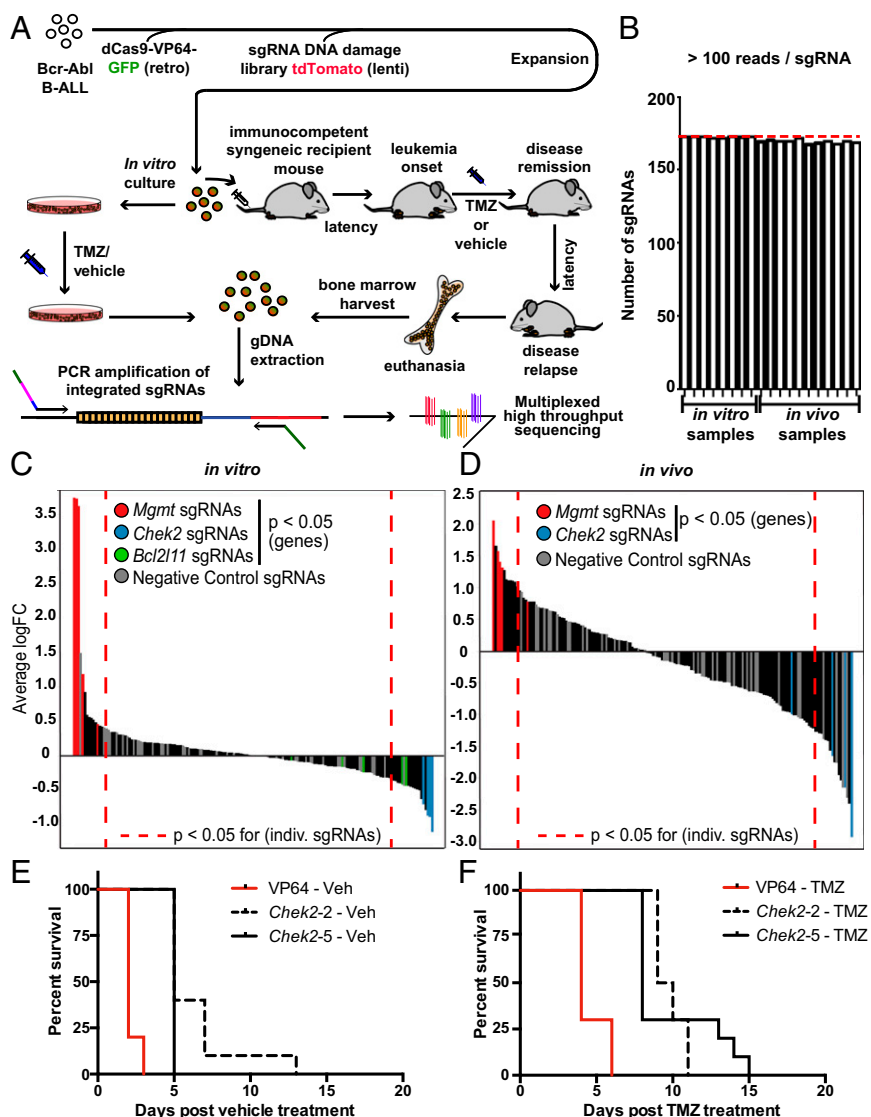 A
Bcr-Abl
B-ALL
dCas9-VP64-
GFP (retro)
sgRNA DNA damage
library tdTomato (lenti)
Expansion
In vitro
culture
immunocompetent
syngeneic recipient
mouse
latency
leukemia
onset
TMZ
or
vehicle
disease
remission
latency
TMZ/
vehicle
bone marrow
harvest
gDNA
extraction
euthanasia
disease
relapse
PCR amplification of
integrated sgRNAs
Multiplexed
high throughput
sequencing
B
> 100 reads / sgRNA
Number of sgRNAs
200
150
100
50
0
in vitro
samples
in vivo
samples
C
in vitro
Average logFC
3.5
3.0
2.5
2.0
1.5
1.0
0.5
0
-0.5
-1.0
Mgmt sgRNAs
Chek2 sgRNAs
Bcl2l11 sgRNAs
Negative Control sgRNAs
p < 0.05
(genes)
p < 0.05 for (indiv. sgRNAs)
D
in vivo
2.5
2.0
1.5
1.0
0.5
0
-0.5
-1.0
-1.5
-2.0
-2.5
-3.0
Mgmt sgRNAs
Chek2 sgRNAs
Negative Control sgRNAs
p < 0.05 (genes)
p < 0.05 for (indiv. sgRNAs)
E
Percent survival
100
75
50
25
0
0
5
10
15
20
Days post vehicle treatment
VP64 - Veh
Chek2-2 - Veh
Chek2-5 - Veh
F
Percent survival
100
75
50
25
0
0
5
10
15
20
Days post TMZ treatment
VP64 - TMZ
Chek2-2 - TMZ
Chek2-5 - TMZ